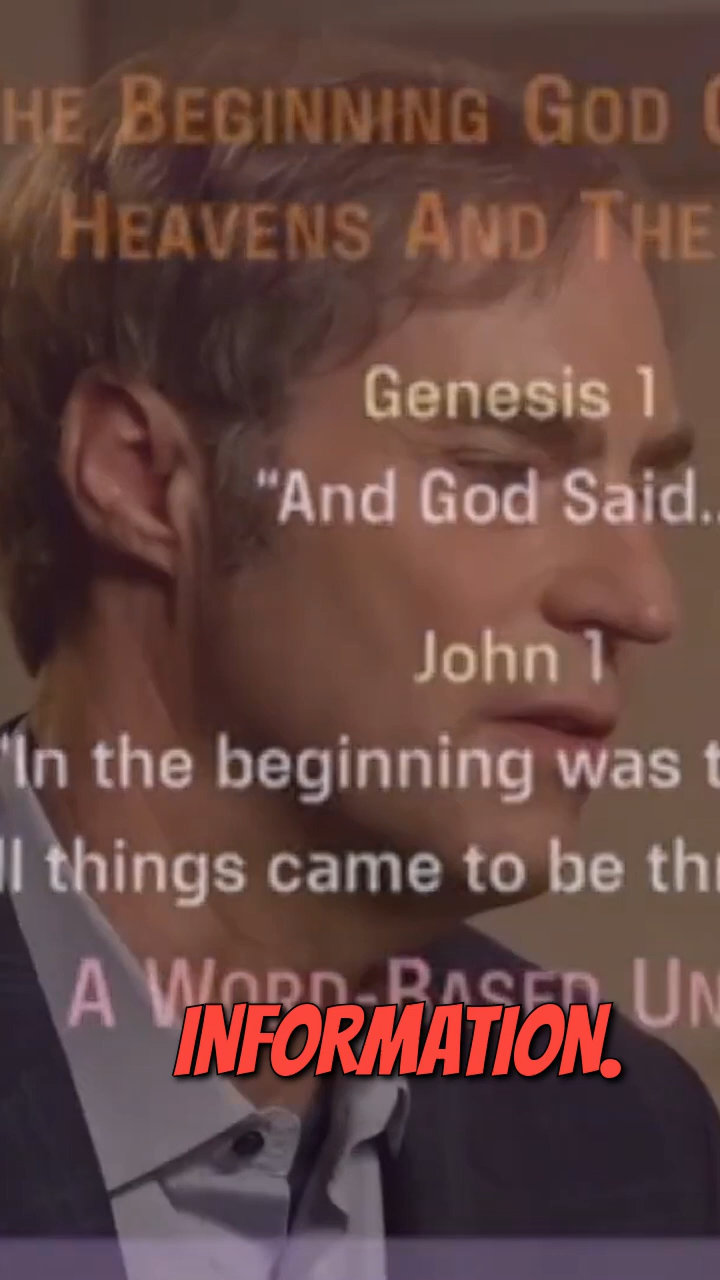 HE BEGINNING GOD
HEAVENS AND THE
Genesis 1
“And God Said..
John 1
“In the beginning was t
ll things came to be thr
A WORD-BASED UN
INFORMATION.